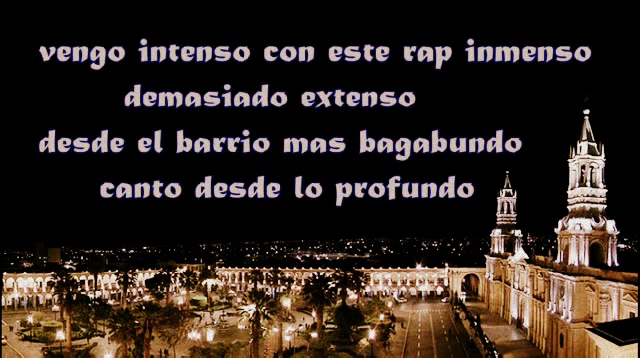 vengo intenso con este rap inmenso
demasiado extenso
desde el barrio mas bagabundo
canto desde lo profundo